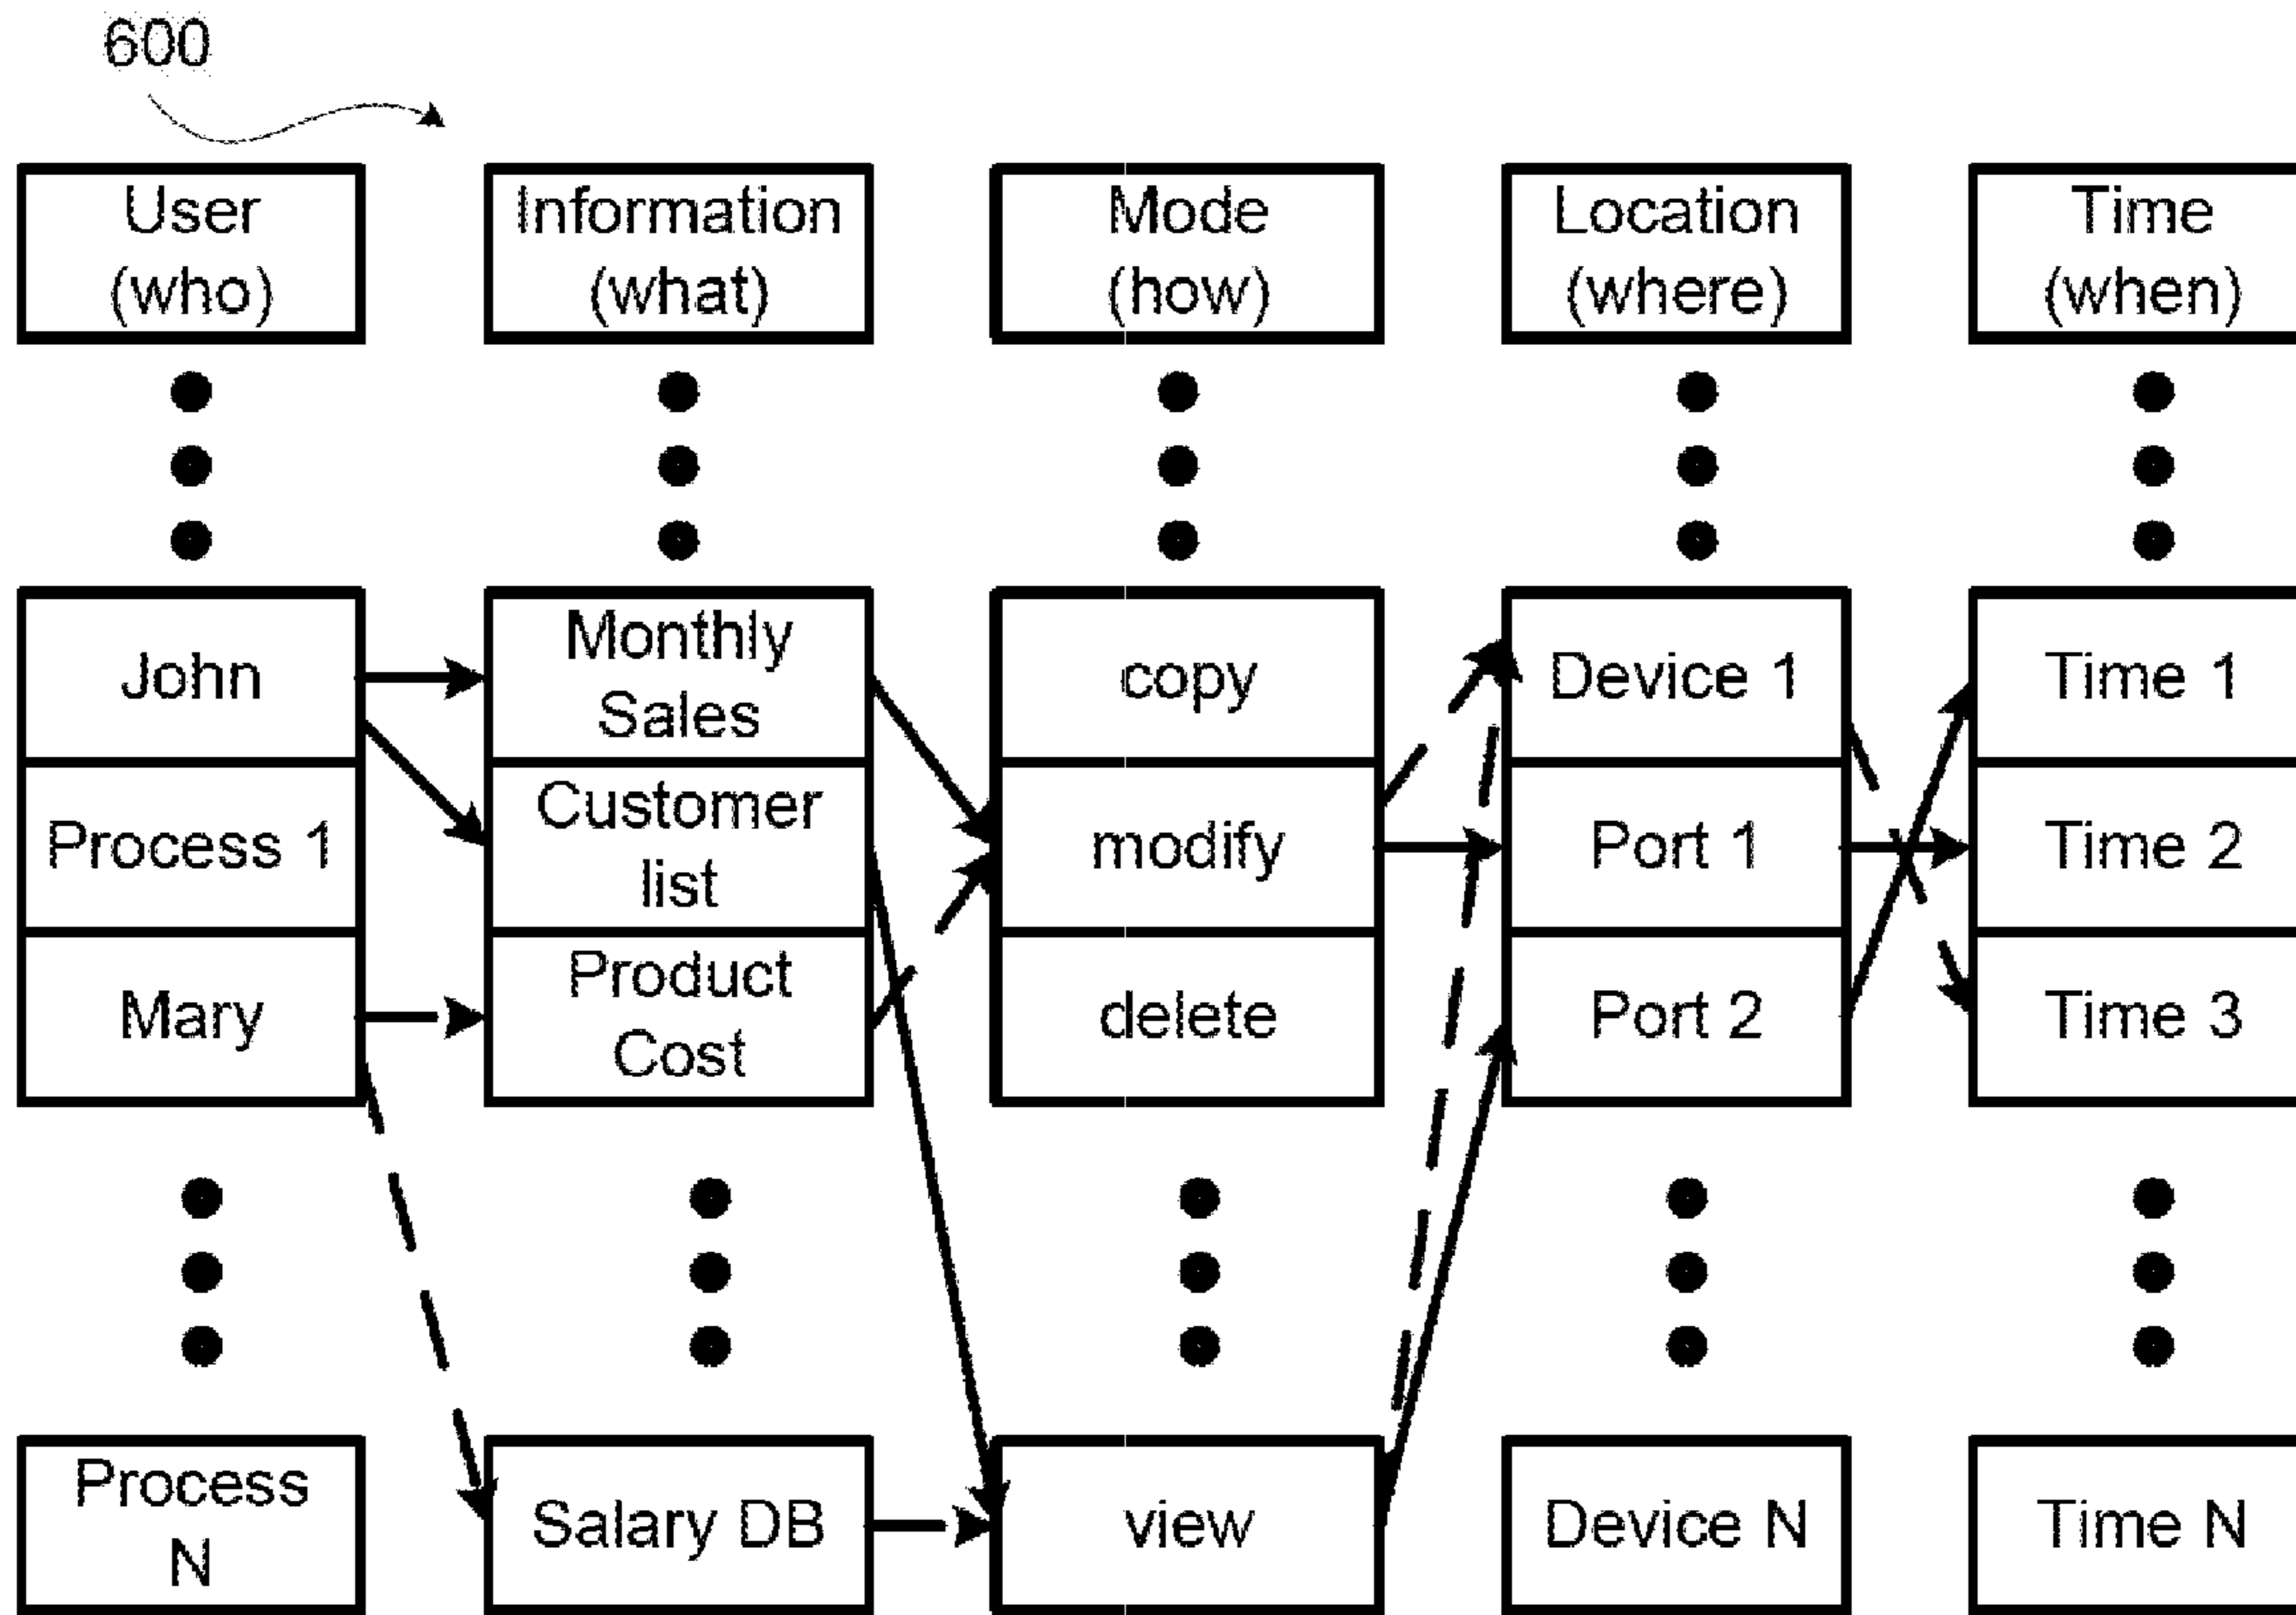 600
User
(who)
Information
(what)
Mode
(how)
Location
(where)
Time
(when)
John
Monthly
Sales
copy
Device 1
Time 1
Process 1
Customer
list
modify
Port 1
Time 2
Mary
Product
Cost
delete
Port 2
Time 3
Process
N
Salary DB
view
Device N
Time N